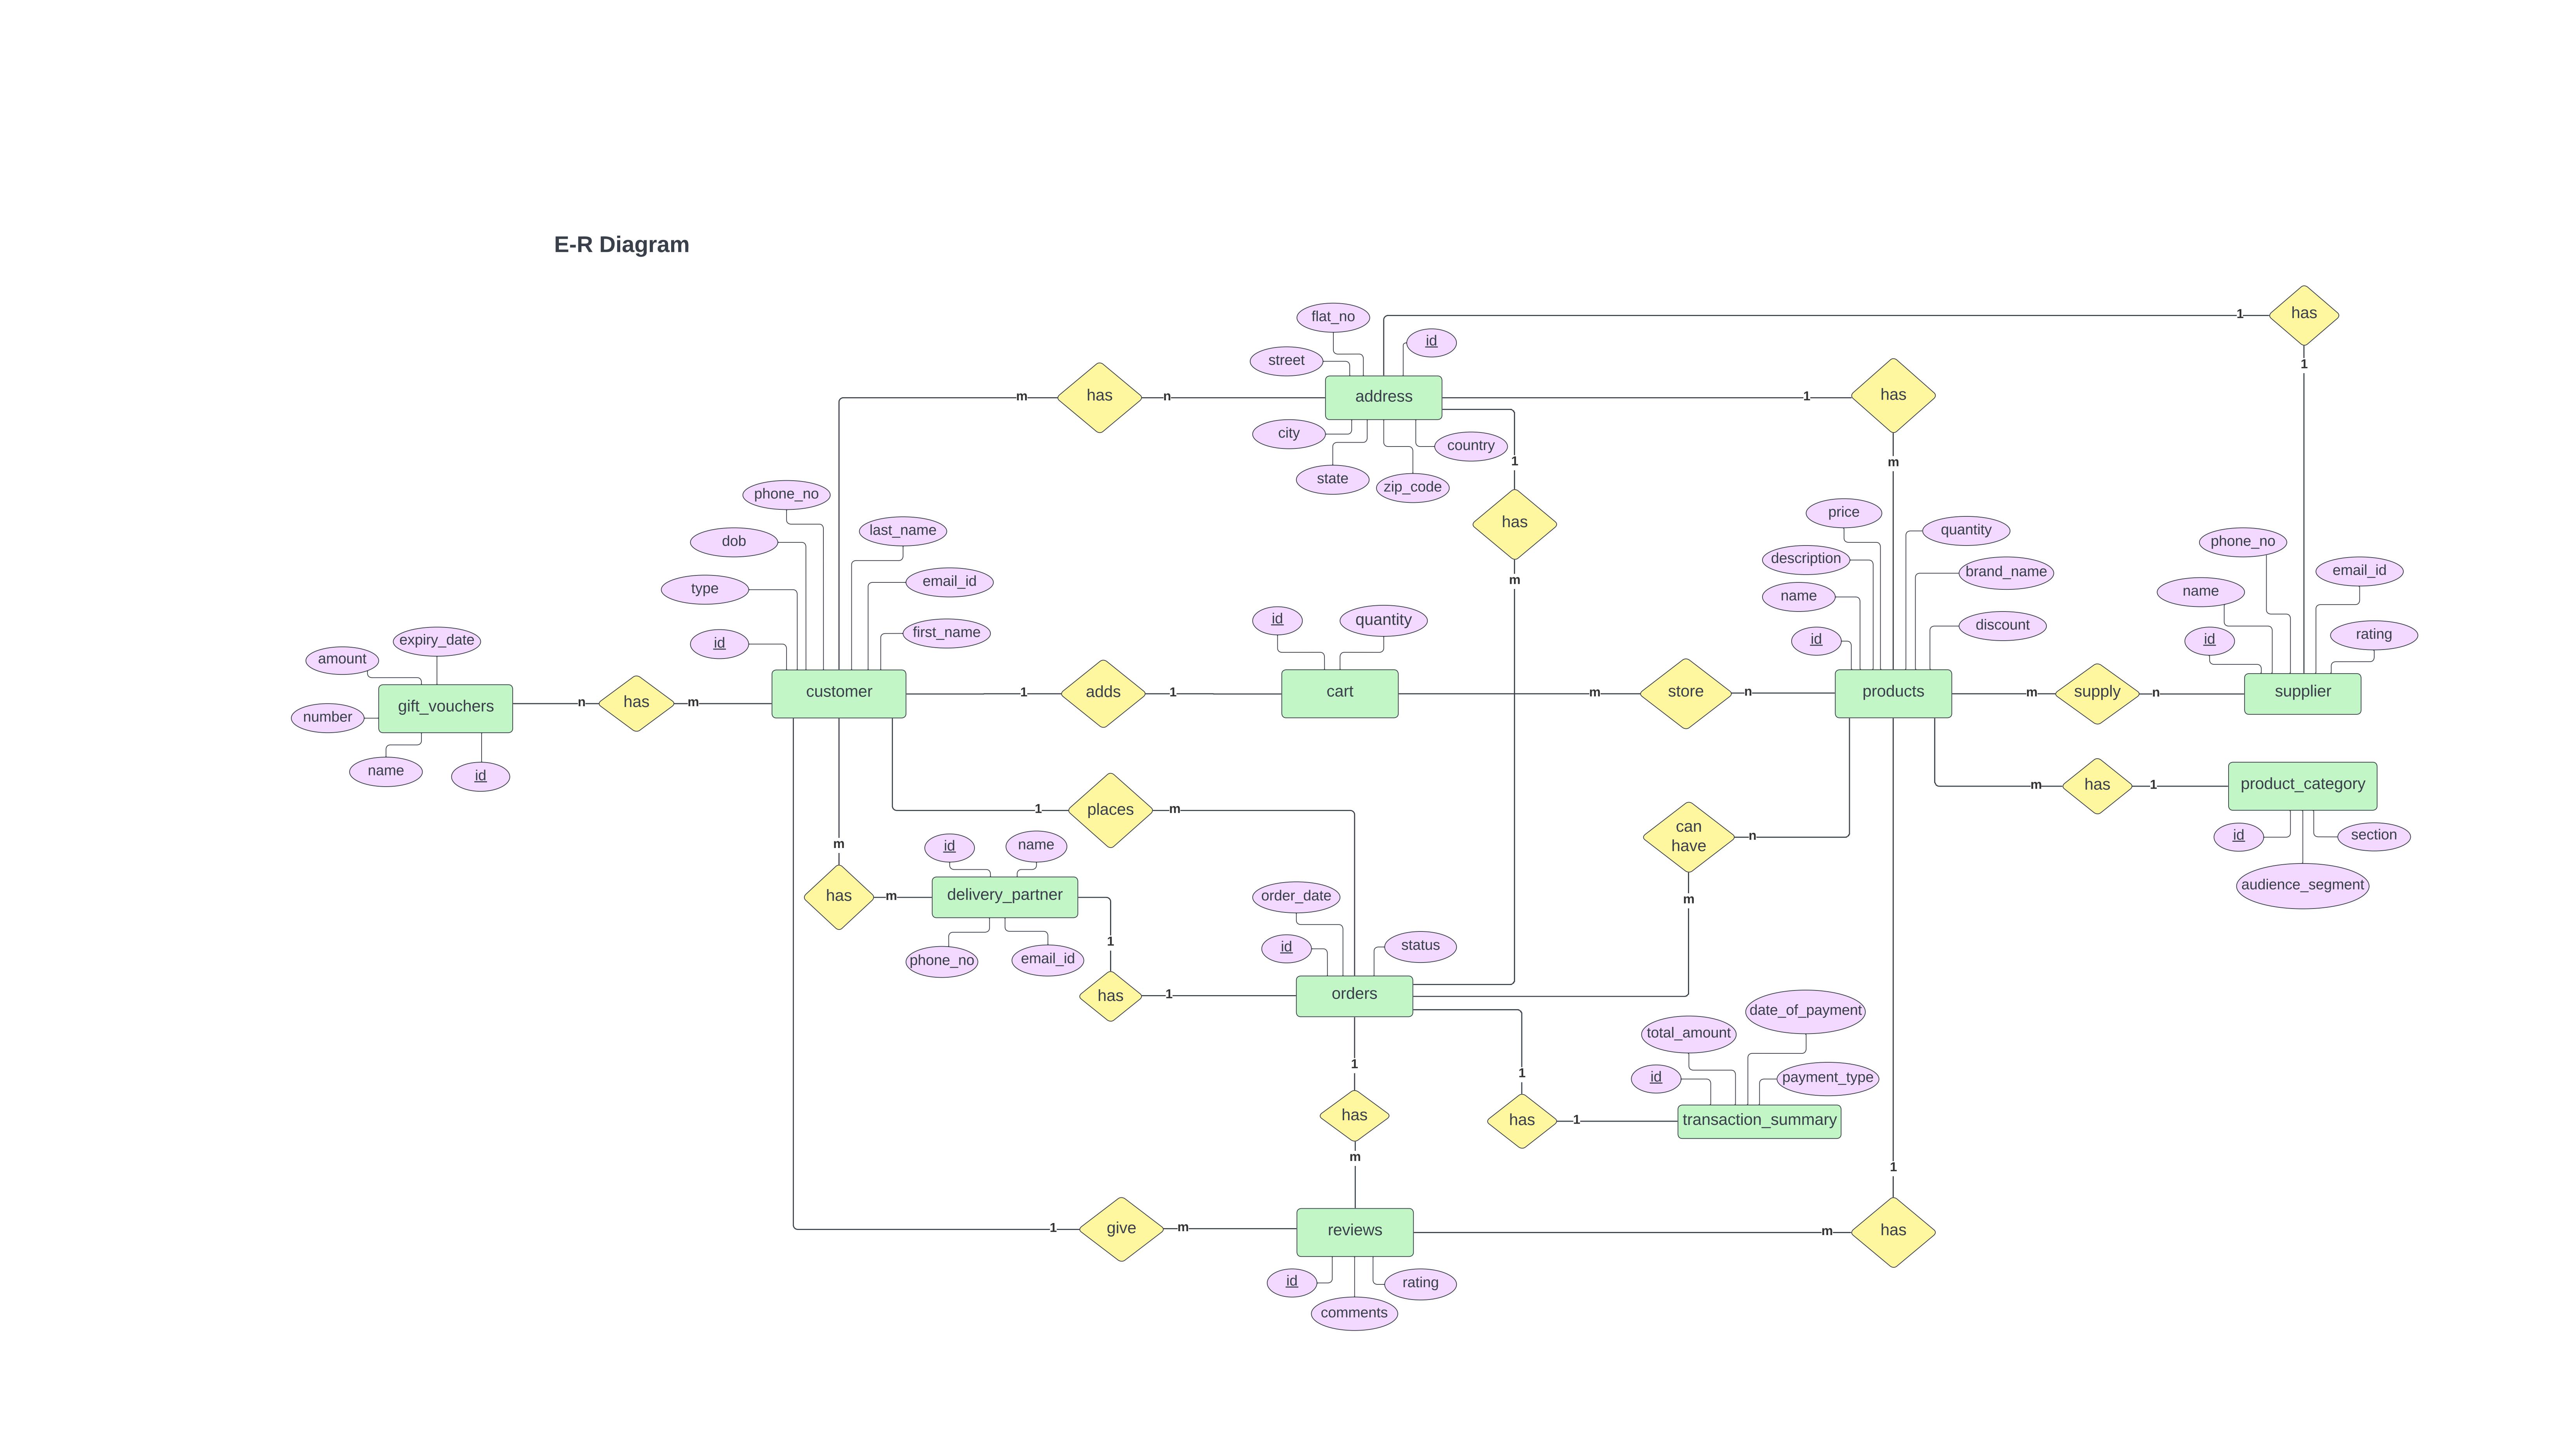 E-R Diagram
has
1
1
flat_no
id
street
address
city
country
state
zip_code
has
m
n
has
1
m
has
1
m
phone_no
last_name
dob
email_id
type
first_name
id
customer
expiry_date
amount
gift_vouchers
number
name
id
n
has
m
1
adds
1
id
quantity
cart
m
store
n
price
quantity
description
brand_name
name
discount
id
products
m
supply
n
phone_no
email_id
name
rating
id
supplier
m
has
1
product_category
id
section
audience_segment
1
places
m
can
have
n
m
m
has
m
id
name
delivery_partner
phone_no
email_id
1
has
1
order_date
id
status
orders
1
has
m
1
has
1
date_of_payment
total_amount
id
payment_type
transaction_summary
1
give
m
reviews
id
rating
comments
m
has
1